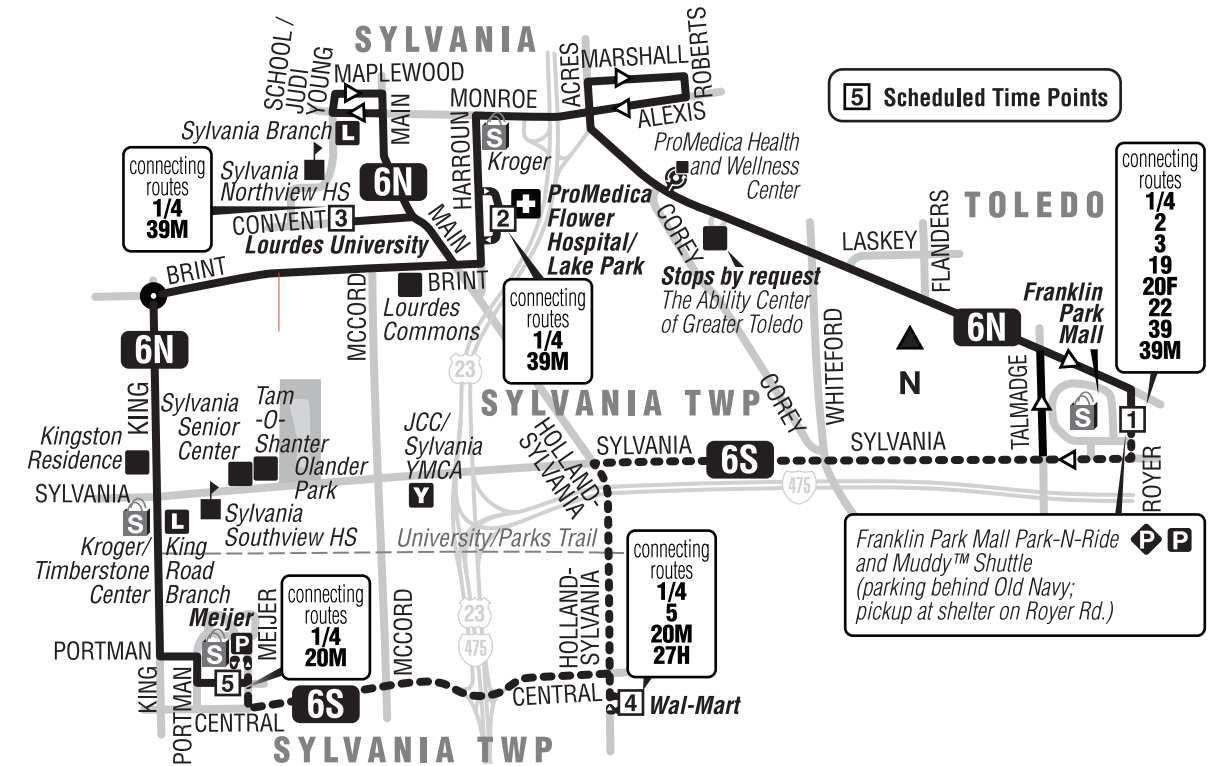 SYLVANIA
SCHOOL /
JUDI
YOUNG
MAPLEWOOD
MAIN
MONROE
ACRES
MARSHALL
ROBERTS
ALEXIS
5 Scheduled Time Points
Sylvania Branch
L
Sylvania
Northview HS
6N
HARROUN
S
Kroger
ProMedica Health
and Wellness
Center
connecting
routes
1/4
39M
CONVENT
3
Lourdes University
MAIN
2
ProMedica
Flower
Hospital/
Lake Park
connecting
routes
1/4
39M
COREY
Stops by request
The Ability Center
of Greater Toledo
LASKEY
FLANDERS
TOLEDO
connecting
routes
1/4
2
3
19
20F
22
39
39M
BRINT
BRINT
Lourdes
Commons
MCCORD
23
6N
Franklin
Park
Mall
WHITEFORD
N
TALMADGE
S
1
ROYER
6N
KING
Kingston
Residence
Sylvania
Senior
Center
Tam
-O-
Shanter
Olander
Park
JCC/
Sylvania
YMCA
Y
SYLVANIA TWP
HOLLAND-
SYLVANIA
SYLVANIA
6S
COREY
SYLVANIA
475
SYLVANIA
S
L
Sylvania
Southview HS
University/Parks Trail
Kroger/
Timberstone
Center
King
Road
Branch
Franklin Park Mall Park-N-Ride
and Muddy™ Shuttle
(parking behind Old Navy;
pickup at shelter on Royer Rd.)
P
P
Meijer
S
P
MEIJER
connecting
routes
1/4
20M
MCCORD
23
475
HOLLAND-
SYLVANIA
connecting
routes
1/4
5
20M
27H
PORTMAN
KING
PORTMAN
5
CENTRAL
6S
CENTRAL
4
Wal-Mart
SYLVANIA TWP